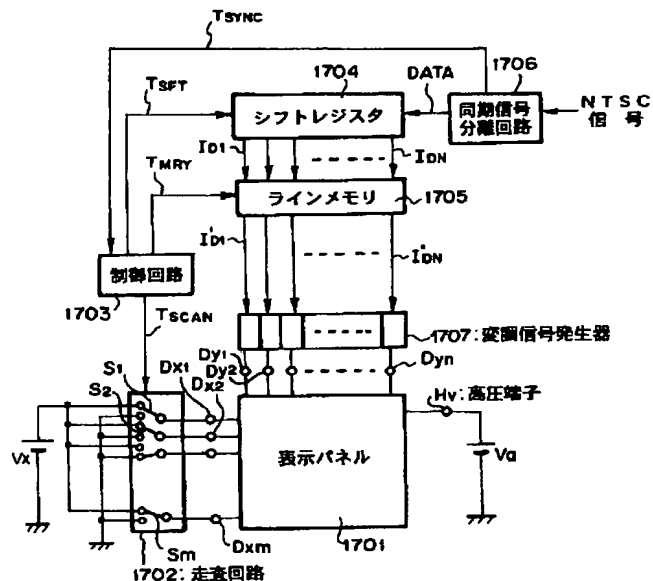 TSYNC
1706
1704
DATA
TSFT
シフトレジスタ
同期信号
分離回路
NTSC
信号
ID1
IDN
TMRY
ラインメモリ
1705
I'D1
I'DN
制御回路
1703
TSCAN
1707:変調信号発生器
Dy1
Dy2
Dyn
S1
S2
Dx1
Dx2
Hv:高圧端子
Vx
表示パネル
Va
Sm
Dxm
1701
1702:走査回路